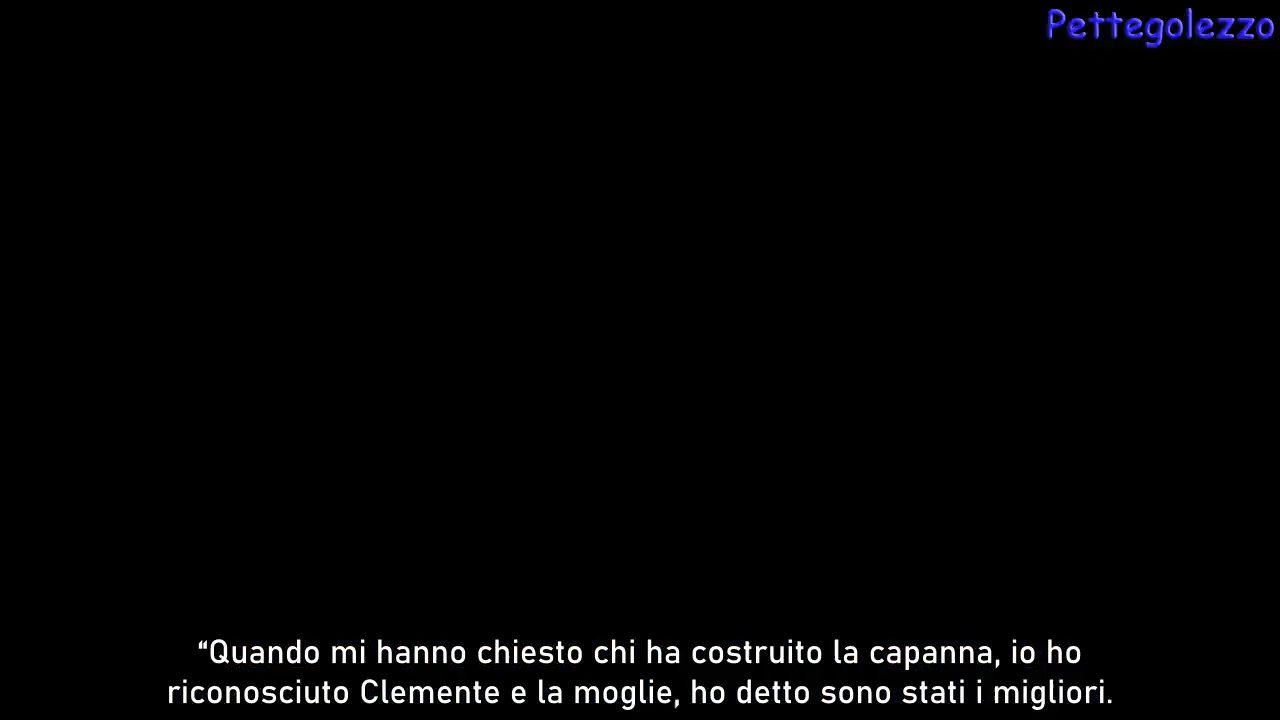 Pettegolezzo
“Quando mi hanno chiesto chi ha costruito la capanna, io ho
riconosciuto Clemente e la moglie, ho detto sono stati i migliori.